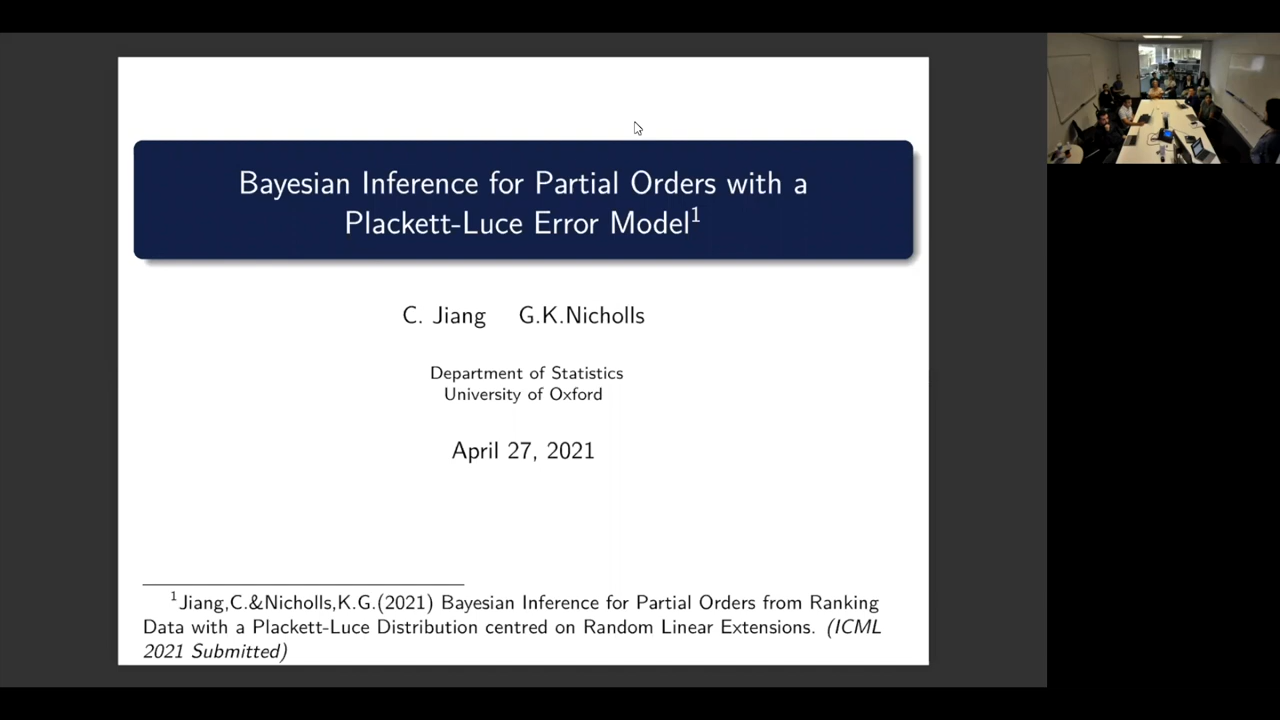 Bayesian Inference for Partial Orders with a
Plackett-Luce Error Model¹
C. Jiang G.K.Nicholls
Department of Statistics
University of Oxford
April 27, 2021
¹Jiang,C.&Nicholls,K.G.(2021) Bayesian Inference for Partial Orders from Ranking
Data with a Plackett-Luce Distribution centred on Random Linear Extensions. (ICML
2021 Submitted)